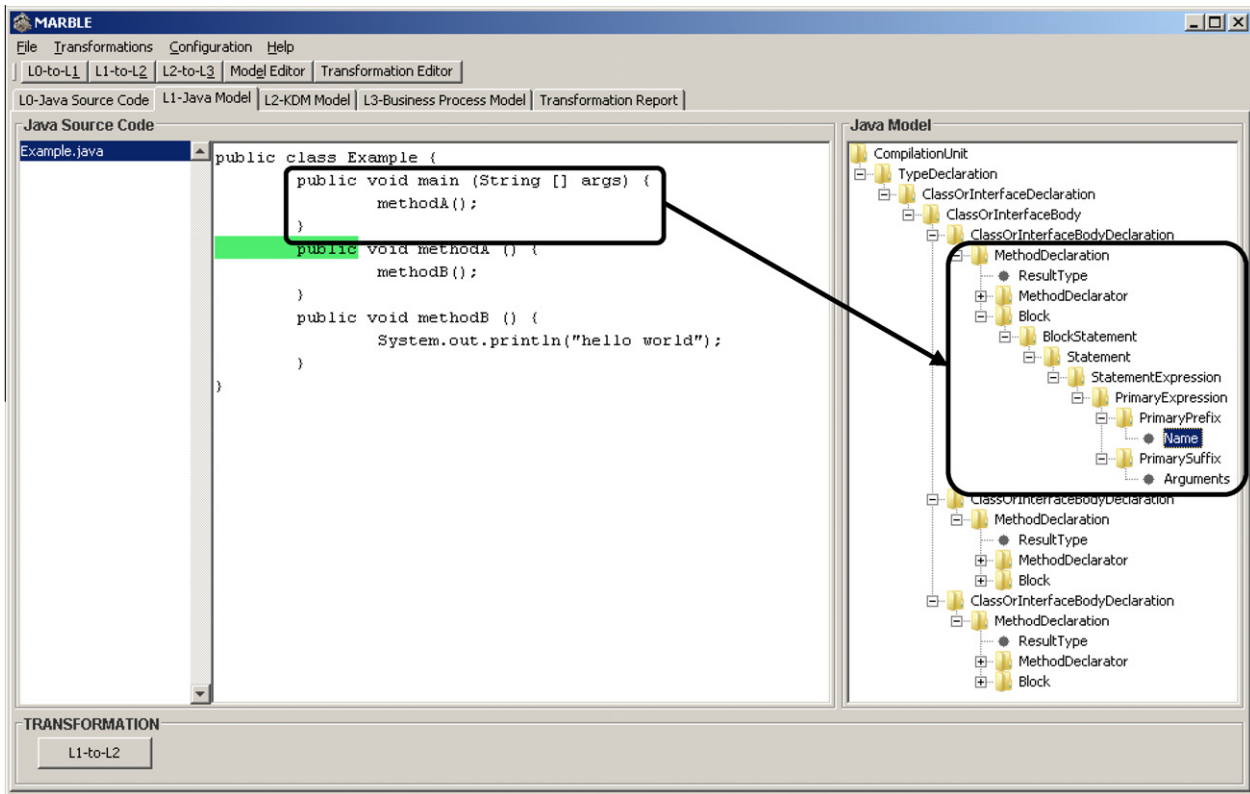 MARBLE
File Transformations Configuration Help
L0-to-L1 L1-to-L2 L2-to-L3 Model Editor Transformation Editor
L0-Java Source Code L1-Java Model L2-KDM Model L3-Business Process Model Transformation Report
Java Source Code
Example.java
public class Example {
public void main (String [] args) {
methodA();
}
public void methodA () {
methodB();
}
public void methodB () {
System.out.println("hello world");
}
}
Java Model
CompilationUnit
TypeDeclaration
ClassOrInterfaceDeclaration
ClassOrInterfaceBody
ClassOrInterfaceBodyDeclaration
MethodDeclaration
ResultType
MethodDeclarator
Block
BlockStatement
Statement
StatementExpression
PrimaryExpression
PrimaryPrefix
Name
PrimarySuffix
Arguments
ClassOrInterfaceBodyDeclaration
MethodDeclaration
ResultType
MethodDeclarator
Block
ClassOrInterfaceBodyDeclaration
MethodDeclaration
ResultType
MethodDeclarator
Block
TRANSFORMATION
L1-to-L2